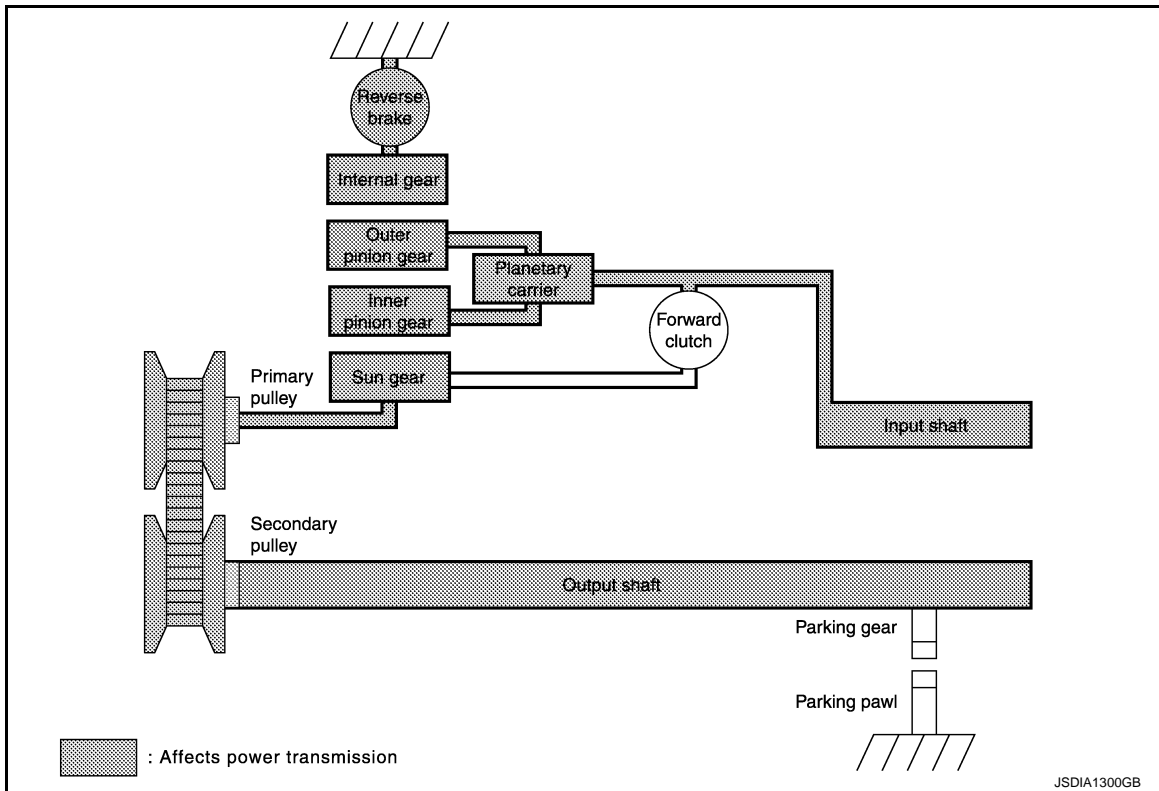 Reverse
brake
Internal gear
Outer
pinion gear
Planetary
carrier
Inner
pinion gear
Forward
clutch
Sun gear
Primary
pulley
Input shaft
Secondary
pulley
Output shaft
Parking gear
Parking pawl
: Affects power transmission
JSDIA1300GB